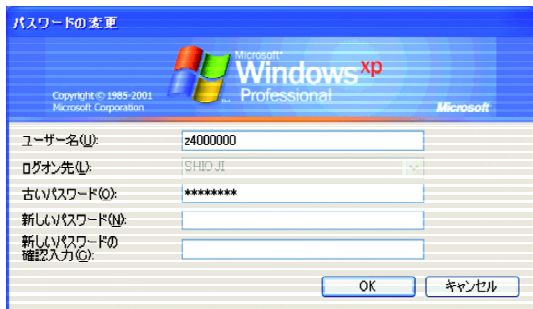 パスワードの変更
Microsoft
Windows xp
Professional
Copyright © 1985-2001
Microsoft Corporation
Microsoft
ユーザー名(U):
z4000000
ログオン先(L):
SHIOJI
古いパスワード(O):
********
新しいパスワード(N):
新しいパスワードの
確認入力(C):
OK
キャンセル